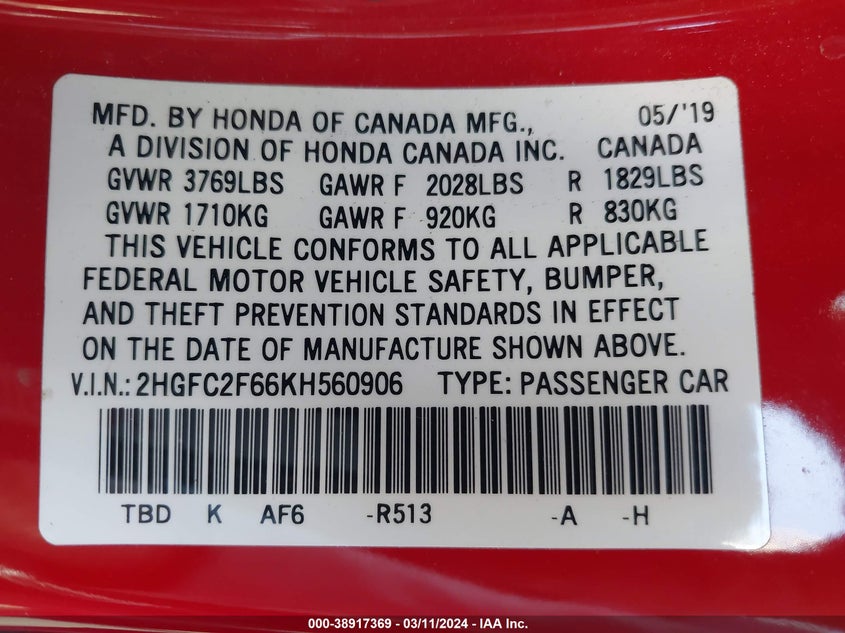 MFD. BY HONDA OF CANADA MFG., 05/'19
A DIVISION OF HONDA CANADA INC. CANADA
GVWR 3769LBS GAWR F 2028LBS R 1829LBS
GVWR 1710KG GAWR F 920KG R 830KG
THIS VEHICLE CONFORMS TO ALL APPLICABLE
FEDERAL MOTOR VEHICLE SAFETY, BUMPER,
AND THEFT PREVENTION STANDARDS IN EFFECT
ON THE DATE OF MANUFACTURE SHOWN ABOVE.
V.I.N.: 2HGFC2F66KH560906 TYPE: PASSENGER CAR
TBD K AF6 -R513 -A -H
000-38917369 - 03/11/2024 - IAA Inc.